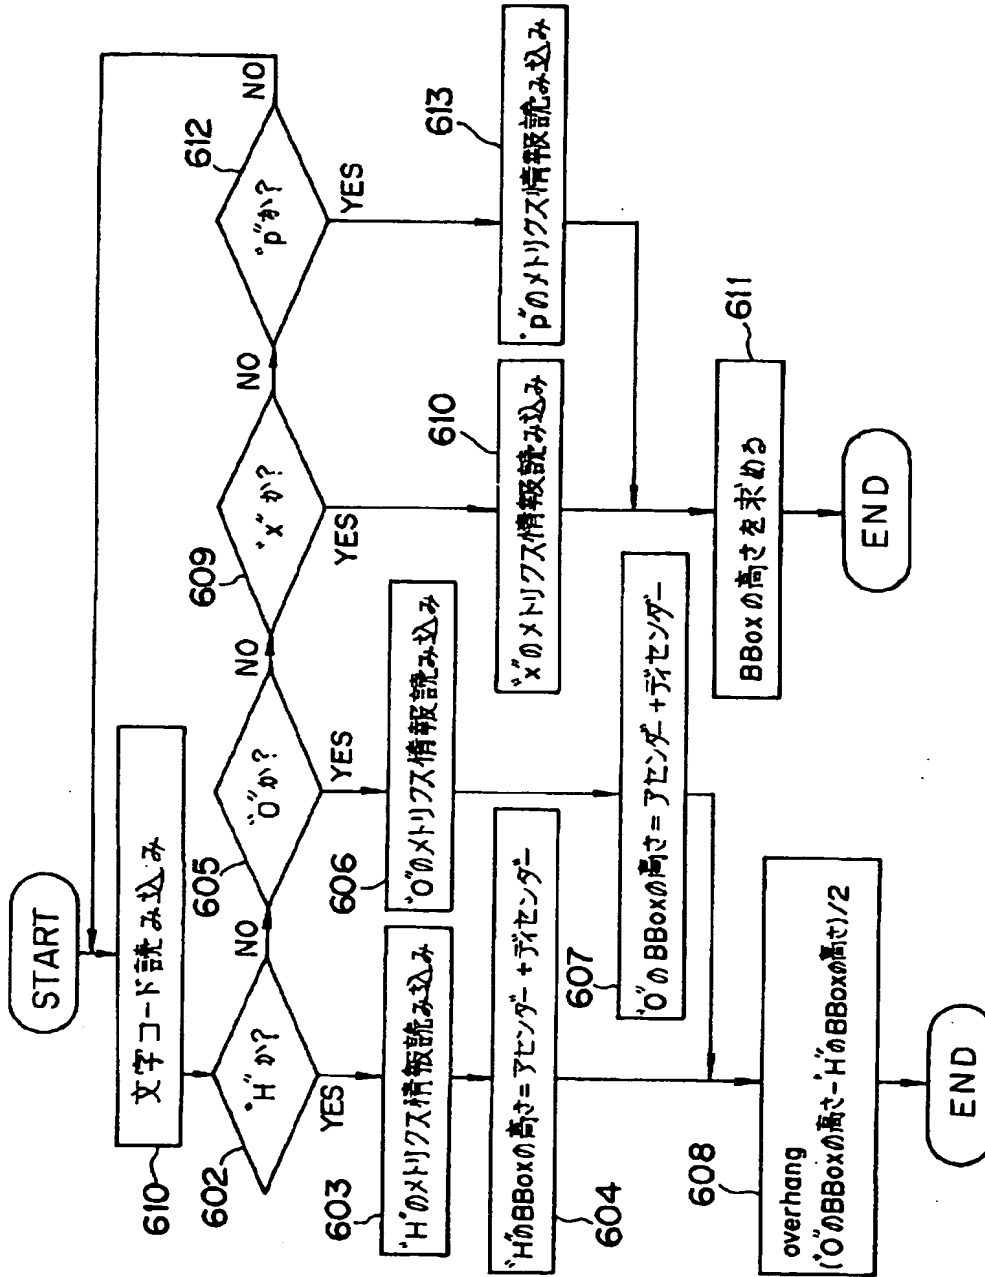 START
文字コード読み込み
610
"H"か?
602
NO
YES
"H"のメトリクス情報読み込み
603
"H"のBBoxの高さ=アセンダー+ディセンダー
604
"O"か?
605
NO
YES
"O"のメトリクス情報読み込み
606
"O"のBBoxの高さ=アセンダー+ディセンダー
607
overhang
("O"のBBoxの高さ-"H"のBBoxの高さ)/2
608
END
"x"か?
609
NO
YES
"x"のメトリクス情報読み込み
610
"p"か?
612
NO
YES
"p"のメトリクス情報読み込み
613
BBoxの高さを求める
611
END